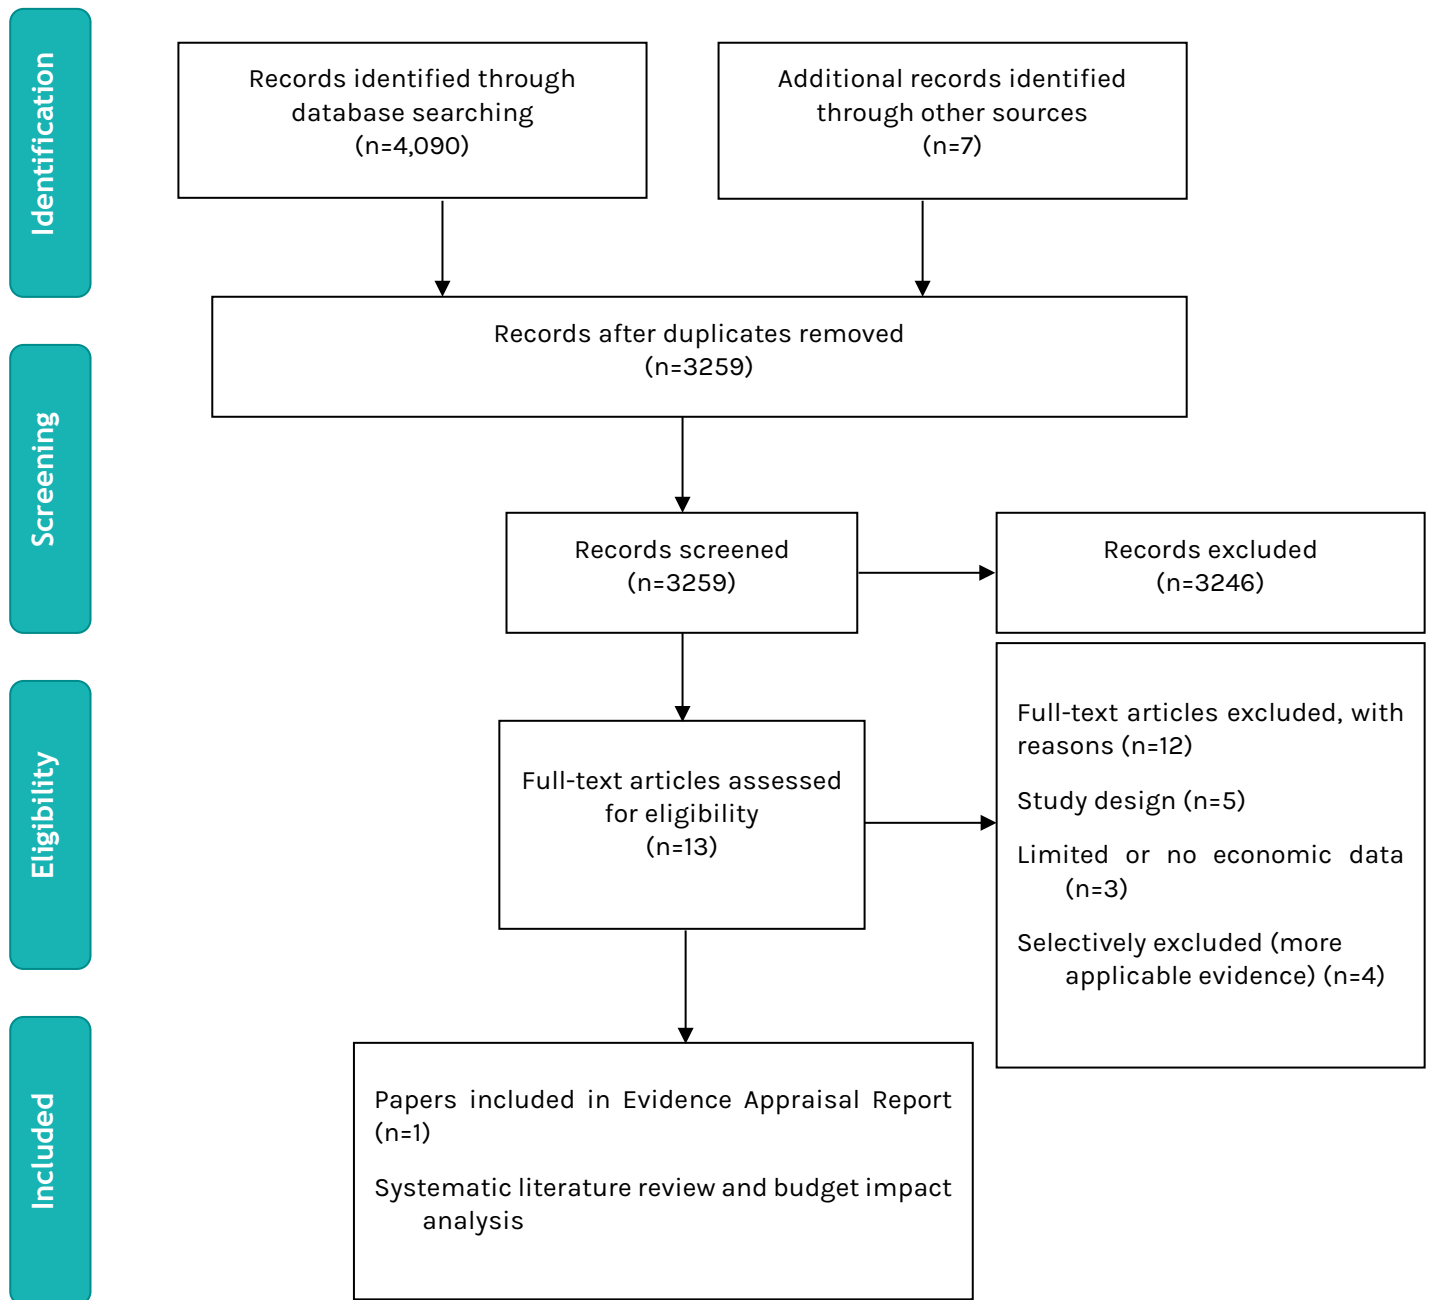 Identification
Records identified through
database searching
(n=4,090)
Additional records identified
through other sources
(n=7)
Records after duplicates removed
(n=3259)
Screening
Records screened
(n=3259)
Records excluded
(n=3246)
Eligibility
Full-text articles assessed
for eligibility
(n=13)
Full-text articles excluded, with
reasons (n=12)
Study design (n=5)
Limited or no economic data
(n=3)
Selectively excluded (more
applicable evidence) (n=4)
Included
Papers included in Evidence Appraisal Report
(n=1)
Systematic literature review and budget impact
analysis